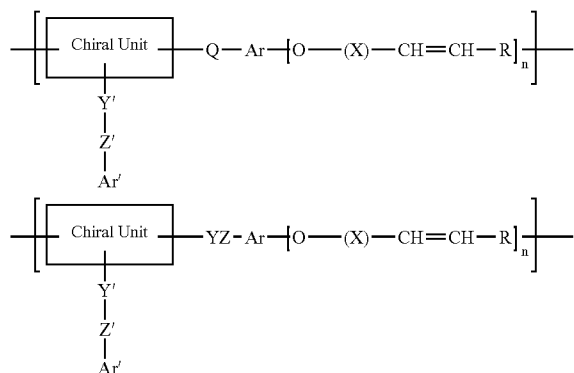 [ Chiral Unit — Q — Ar —[ O — (X) — CH=CH — R ]n ]
Y'
Z'
Ar'
[ Chiral Unit — YZ — Ar —[ O — (X) — CH=CH — R ]n ]
Y'
Z'
Ar'